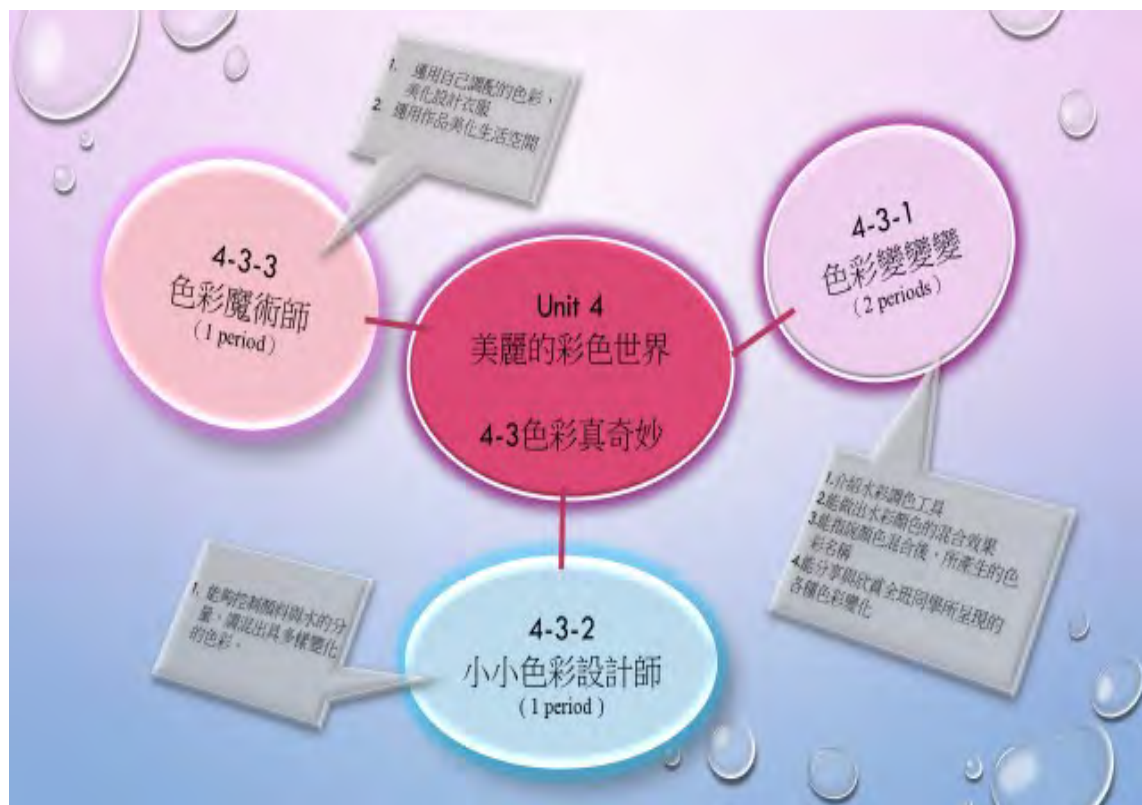 1. 運用自己調配的色彩，
美化設計衣服
2. 運用作品美化生活空間
4-3-3
色彩魔術師
(1 period)
4-3-1
色彩變變變
(2 periods)
Unit 4
美麗的彩色世界
4-3色彩真奇妙
1.介紹水彩調色工具
2.能做出水彩顏色的混合效果
3.能指說顏色混合後，所產生的色
彩名稱
4.能分享與欣賞全班同學所呈現的
各種色彩變化
1. 能夠控制顏料與水的分
量，調混出具多樣變化
的色彩。
4-3-2
小小色彩設計師
(1 period)